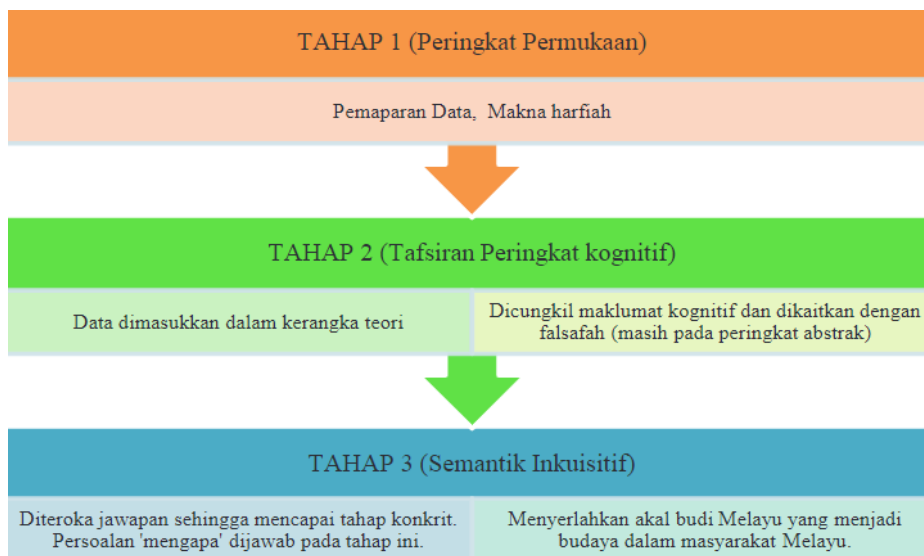 TAHAP 1 (Peringkat Permukaan)
Pemaparan Data, Makna harfiah
TAHAP 2 (Tafsiran Peringkat kognitif)
Data dimasukkan dalam kerangka teori
Dicungkil maklumat kognitif dan dikaitkan dengan
falsafah (masih pada peringkat abstrak)
TAHAP 3 (Semantik Inkuisitif)
Diteroka jawapan sehingga mencapai tahap konkrit.
Persoalan 'mengapa' dijawab pada tahap ini.
Menyerlahkan akal budi Melayu yang menjadi
budaya dalam masyarakat Melayu.